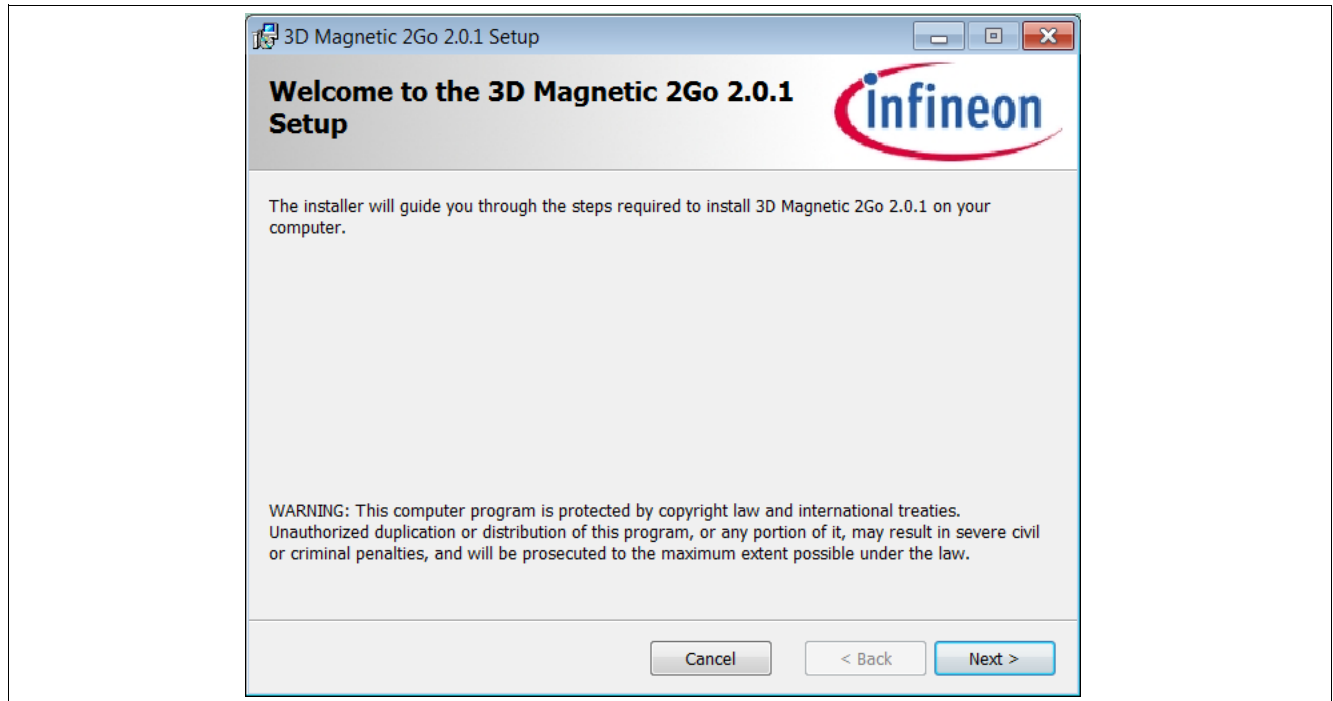 3D Magnetic 2Go 2.0.1 Setup
Welcome to the 3D Magnetic 2Go 2.0.1
Setup
infineon
The installer will guide you through the steps required to install 3D Magnetic 2Go 2.0.1 on your
computer.
WARNING: This computer program is protected by copyright law and international treaties.
Unauthorized duplication or distribution of this program, or any portion of it, may result in severe civil
or criminal penalties, and will be prosecuted to the maximum extent possible under the law.
Cancel < Back Next >